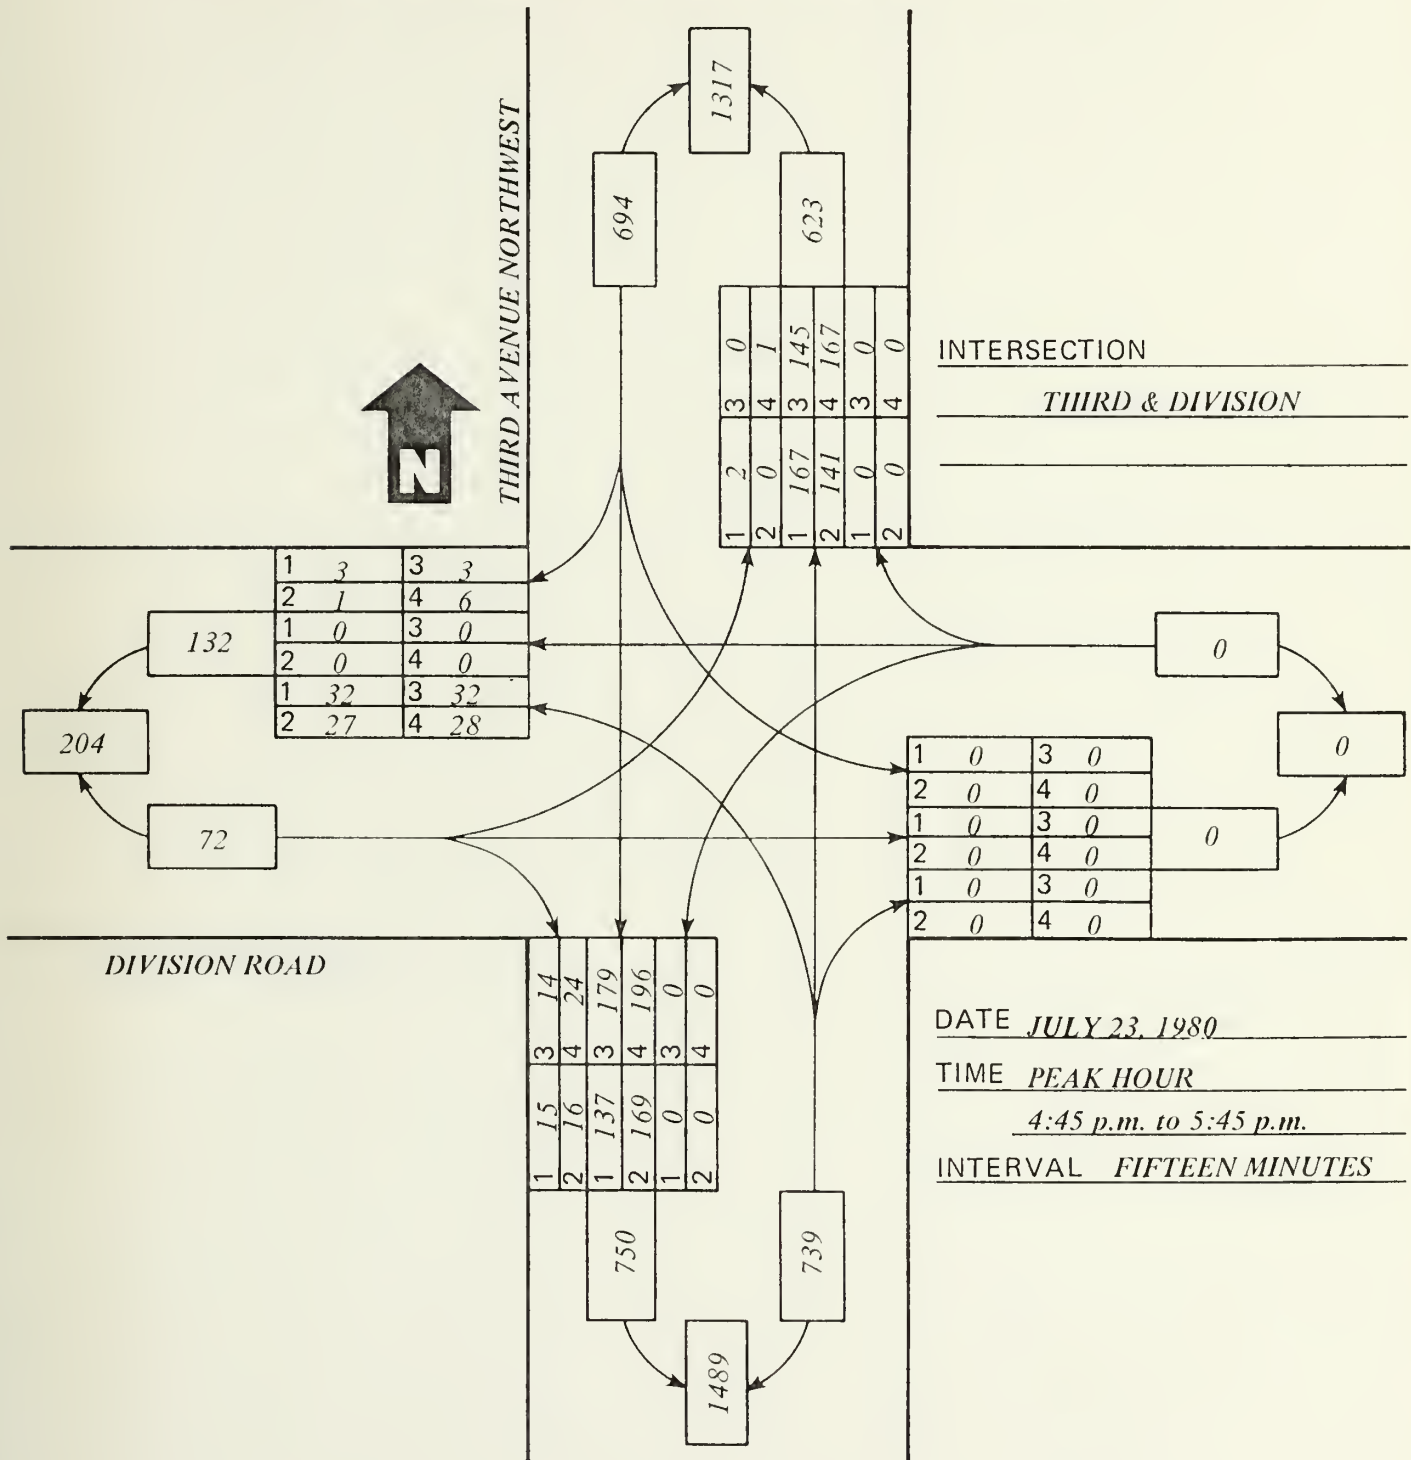 1317
THIRD AVENUE NORTHWEST
694
623
3 0
4 1
3 145
4 167
3 0
4 0
1 2
2 0
1 167
2 141
1 0
2 0
INTERSECTION
THIRD & DIVISION
N
1 3 3 3
2 1 4 6
1 0 3 0
2 0 4 0
1 32 3 32
2 27 4 28
132
204
72
0
0
1 0 3 0
2 0 4 0
1 0 3 0
2 0 4 0
1 0 3 0
2 0 4 0
0
DIVISION ROAD
3 14
4 24
3 179
4 196
3 0
4 0
1 15
2 16
1 137
2 169
1 0
2 0
750
739
1489
DATE JULY 23, 1980
TIME PEAK HOUR
4:45 p.m. to 5:45 p.m.
INTERVAL FIFTEEN MINUTES